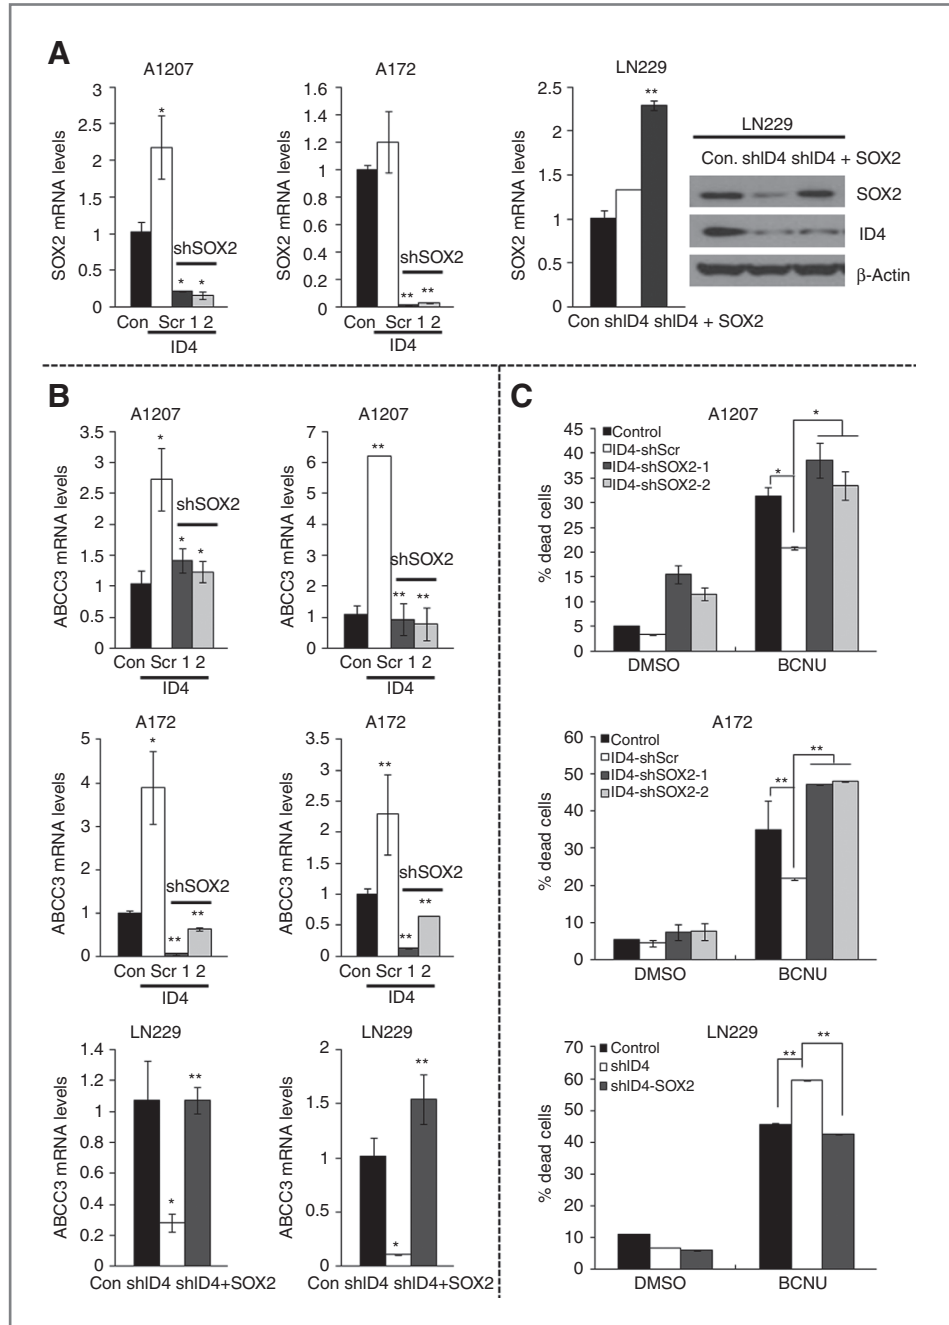 A
A1207
SOX2 mRNA levels
3
2.5
2
1.5
1
0.5
0
*
shSOX2
* *
Con Scr 1 2
ID4
A172
SOX2 mRNA levels
1.6
1.4
1.2
1
0.8
0.6
0.4
0.2
0
shSOX2
** **
Con Scr 1 2
ID4
LN229
SOX2 mRNA levels
2.5
2
1.5
1
0.5
0
**
Con shID4 shID4 + SOX2
LN229
Con. shID4 shID4 + SOX2
SOX2
ID4
β-Actin
B
A1207
ABCC3 mRNA levels
3.5
3
2.5
2
1.5
1
0.5
0
*
shSOX2
* *
Con Scr 1 2
ID4
A1207
ABCC3 mRNA levels
7
6
5
4
3
2
1
0
**
shSOX2
** **
Con Scr 1 2
ID4
A172
ABCC3 mRNA levels
5
4
3
2
1
0
*
shSOX2
** **
Con Scr 1 2
ID4
A172
ABCC3 mRNA levels
3.5
3
2.5
2
1.5
1
0.5
0
**
shSOX2
** **
Con Scr 1 2
ID4
LN229
ABCC3 mRNA levels
1.4
1.2
1
0.8
0.6
0.4
0.2
0
* **
Con shID4 shID4+SOX2
LN229
ABCC3 mRNA levels
2
1.5
1
0.5
0
* **
Con shID4 shID4+SOX2
C
A1207
% dead cells
45
40
35
30
25
20
15
10
5
0
Control
ID4-shScr
ID4-shSOX2-1
ID4-shSOX2-2
* *
DMSO BCNU
A172
% dead cells
60
50
40
30
20
10
0
Control
ID4-shScr
ID4-shSOX2-1
ID4-shSOX2-2
** **
DMSO BCNU
LN229
% dead cells
70
60
50
40
30
20
10
0
Control
shID4
shID4-SOX2
** **
DMSO BCNU